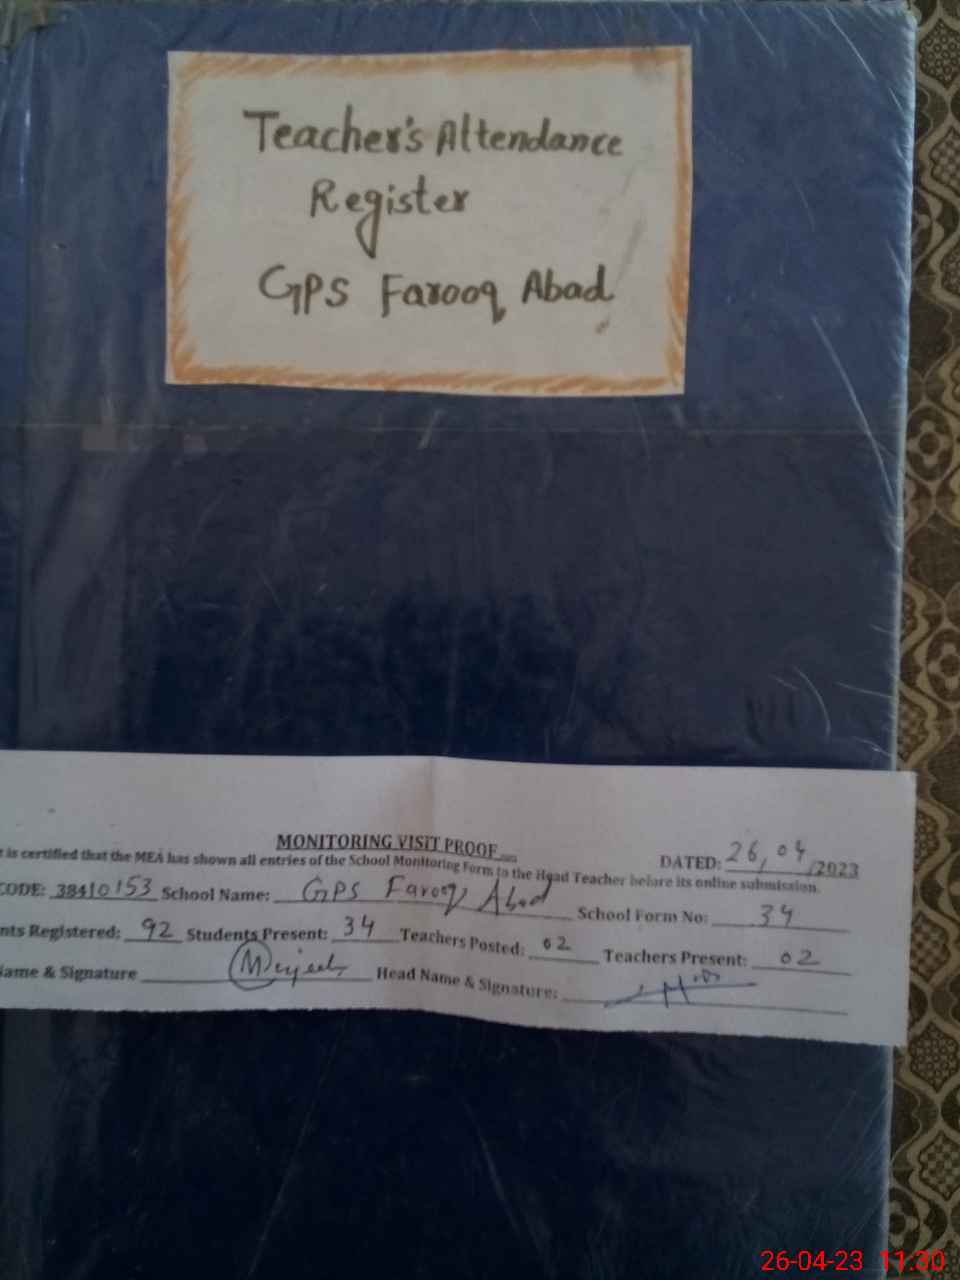 Teacher's Attendance
Register
GPS Farooq Abad
MONITORING VISIT PROOF
DATED: 26, 04 /2023
t is certified that the MEA has shown all entries of the School Monitoring Form to the Head Teacher before its online submission.
CODE: 38410153 School Name: GPS Farooq Abad School Form No: 34
nts Registered: 92 Students Present: 34 Teachers Posted: 02 Teachers Present: 02
ame & Signature Head Name & Signature:
26-04-23 11:30